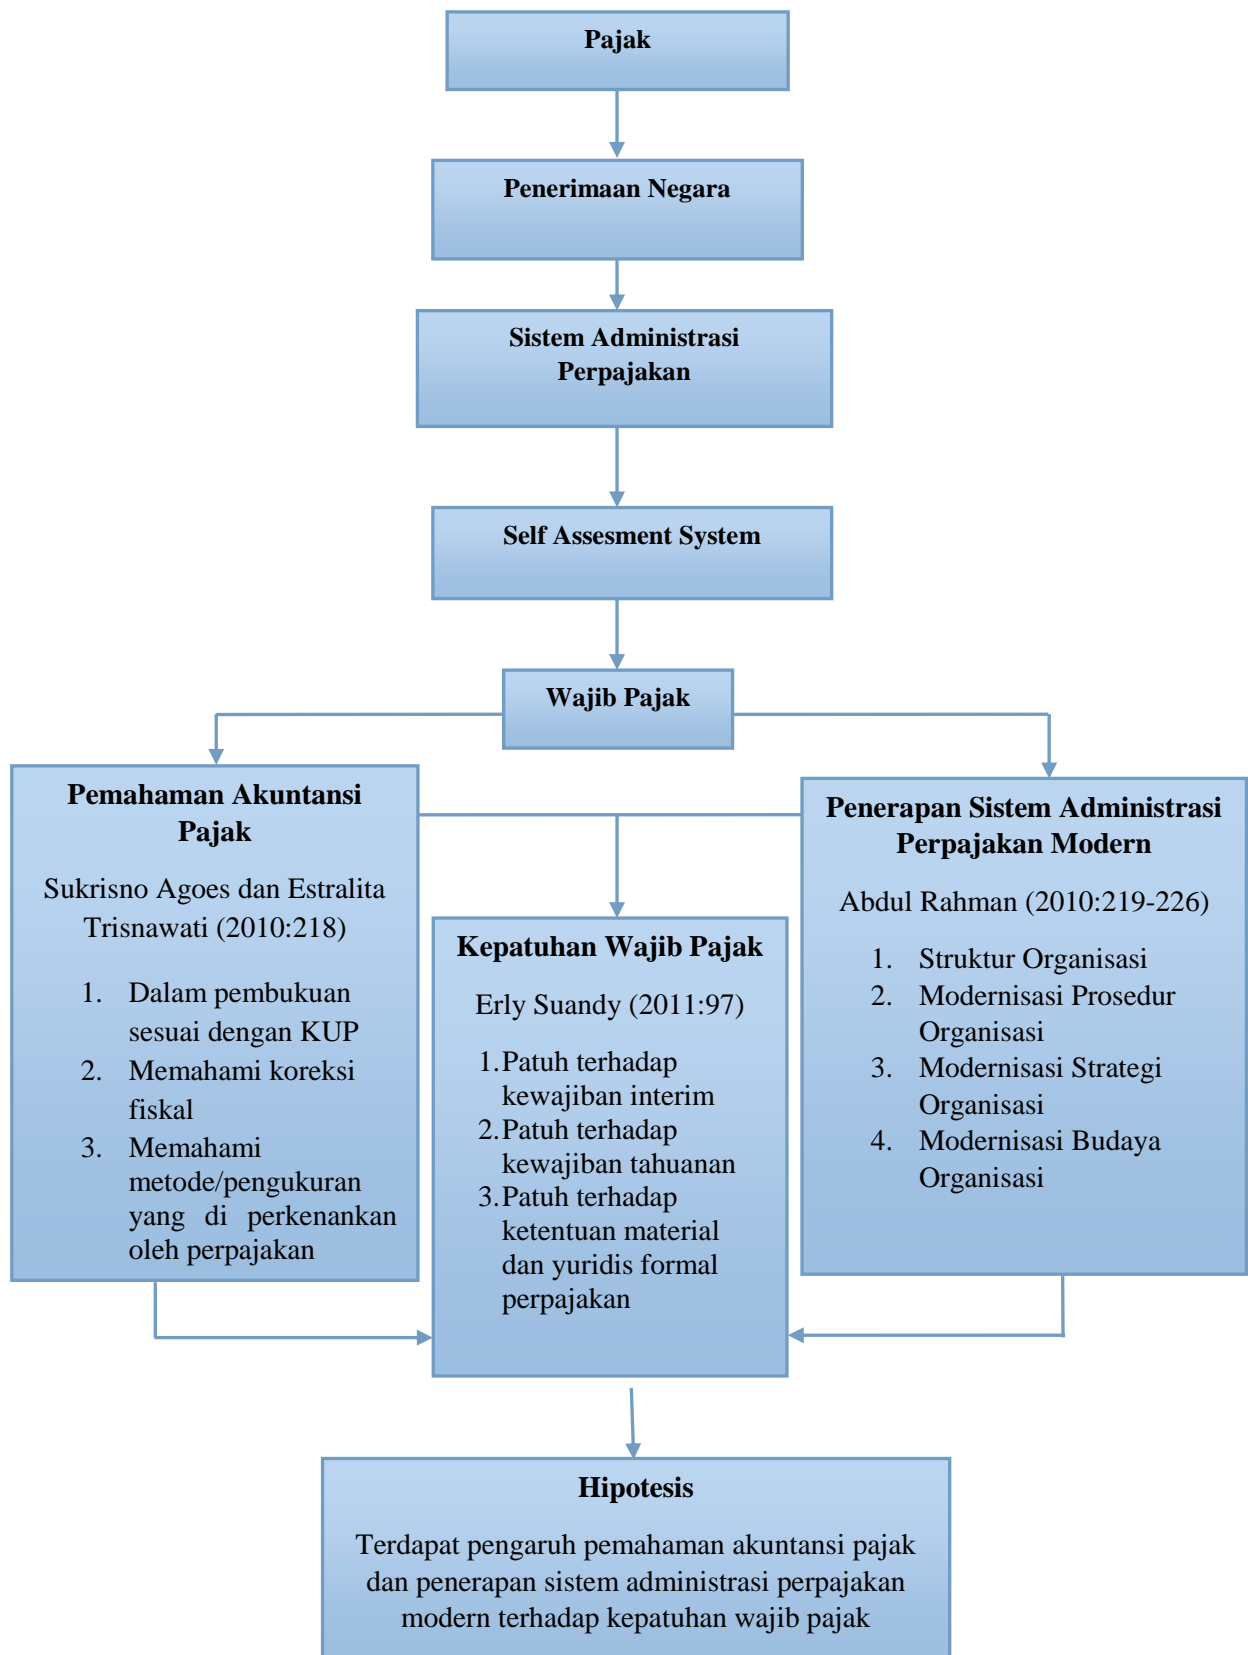 Pajak
Penerimaan Negara
Sistem Administrasi
Perpajakan
Self Assesment System
Wajib Pajak
Pemahaman Akuntansi
Pajak
Sukrisno Agoes dan Estralita
Trisnawati (2010:218)
1. Dalam pembukuan
sesuai dengan KUP
2. Memahami koreksi
fiskal
3. Memahami
metode/pengukuran
yang di perkenankan
oleh perpajakan
Kepatuhan Wajib Pajak
Erly Suandy (2011:97)
1.Patuh terhadap
kewajiban interim
2.Patuh terhadap
kewajiban tahuanan
3.Patuh terhadap
ketentuan material
dan yuridis formal
perpajakan
Penerapan Sistem Administrasi
Perpajakan Modern
Abdul Rahman (2010:219-226)
1. Struktur Organisasi
2. Modernisasi Prosedur
Organisasi
3. Modernisasi Strategi
Organisasi
4. Modernisasi Budaya
Organisasi
Hipotesis
Terdapat pengaruh pemahaman akuntansi pajak
dan penerapan sistem administrasi perpajakan
modern terhadap kepatuhan wajib pajak